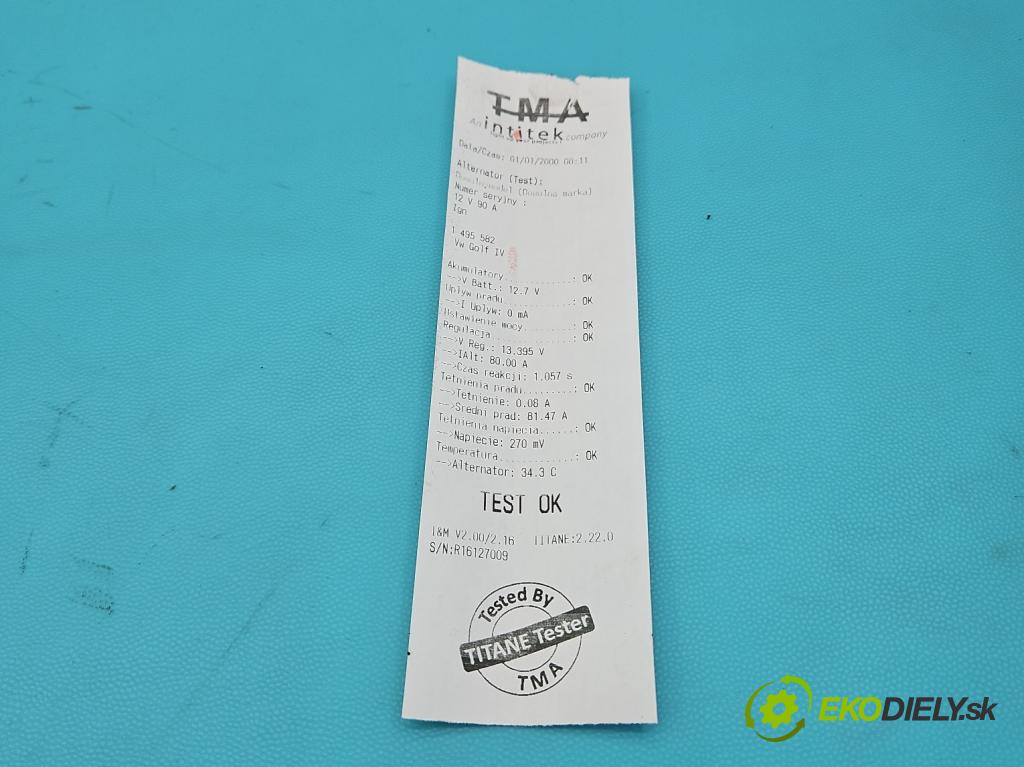 TMA
An intitek company
Data/Czas: 01/01/2000 00:11
Alternator (Test):
(Domulna marka)
Numer seryjny :
12 V 90 A
Ign
1 495 582
Vw Golf IV
Akumulatory..........: OK
-->V Batt.: 12.7 V
Uplyw pradu..........: OK
-->I Uplyw: 0 mA
Ustawienie mocy.......: OK
Regulacja............: OK
-->V Reg.: 13.395 V
-->IAlt: 80.00 A
-->Czas reakcji: 1.057 s
Tetnienia pradu.........: OK
-->Tetnienie: 0.08 A
-->Sredni prad: 81.47 A
Tetnienia napiecia......: OK
-->Napiecie: 270 mV
Temperatura............: OK
-->Alternator: 34.3 C
TEST OK
I&M V2.00/2.16 TITANE:2.22.0
S/N:R16127009
Tested By
TITANE Tester
TMA
EKODIELY.sk